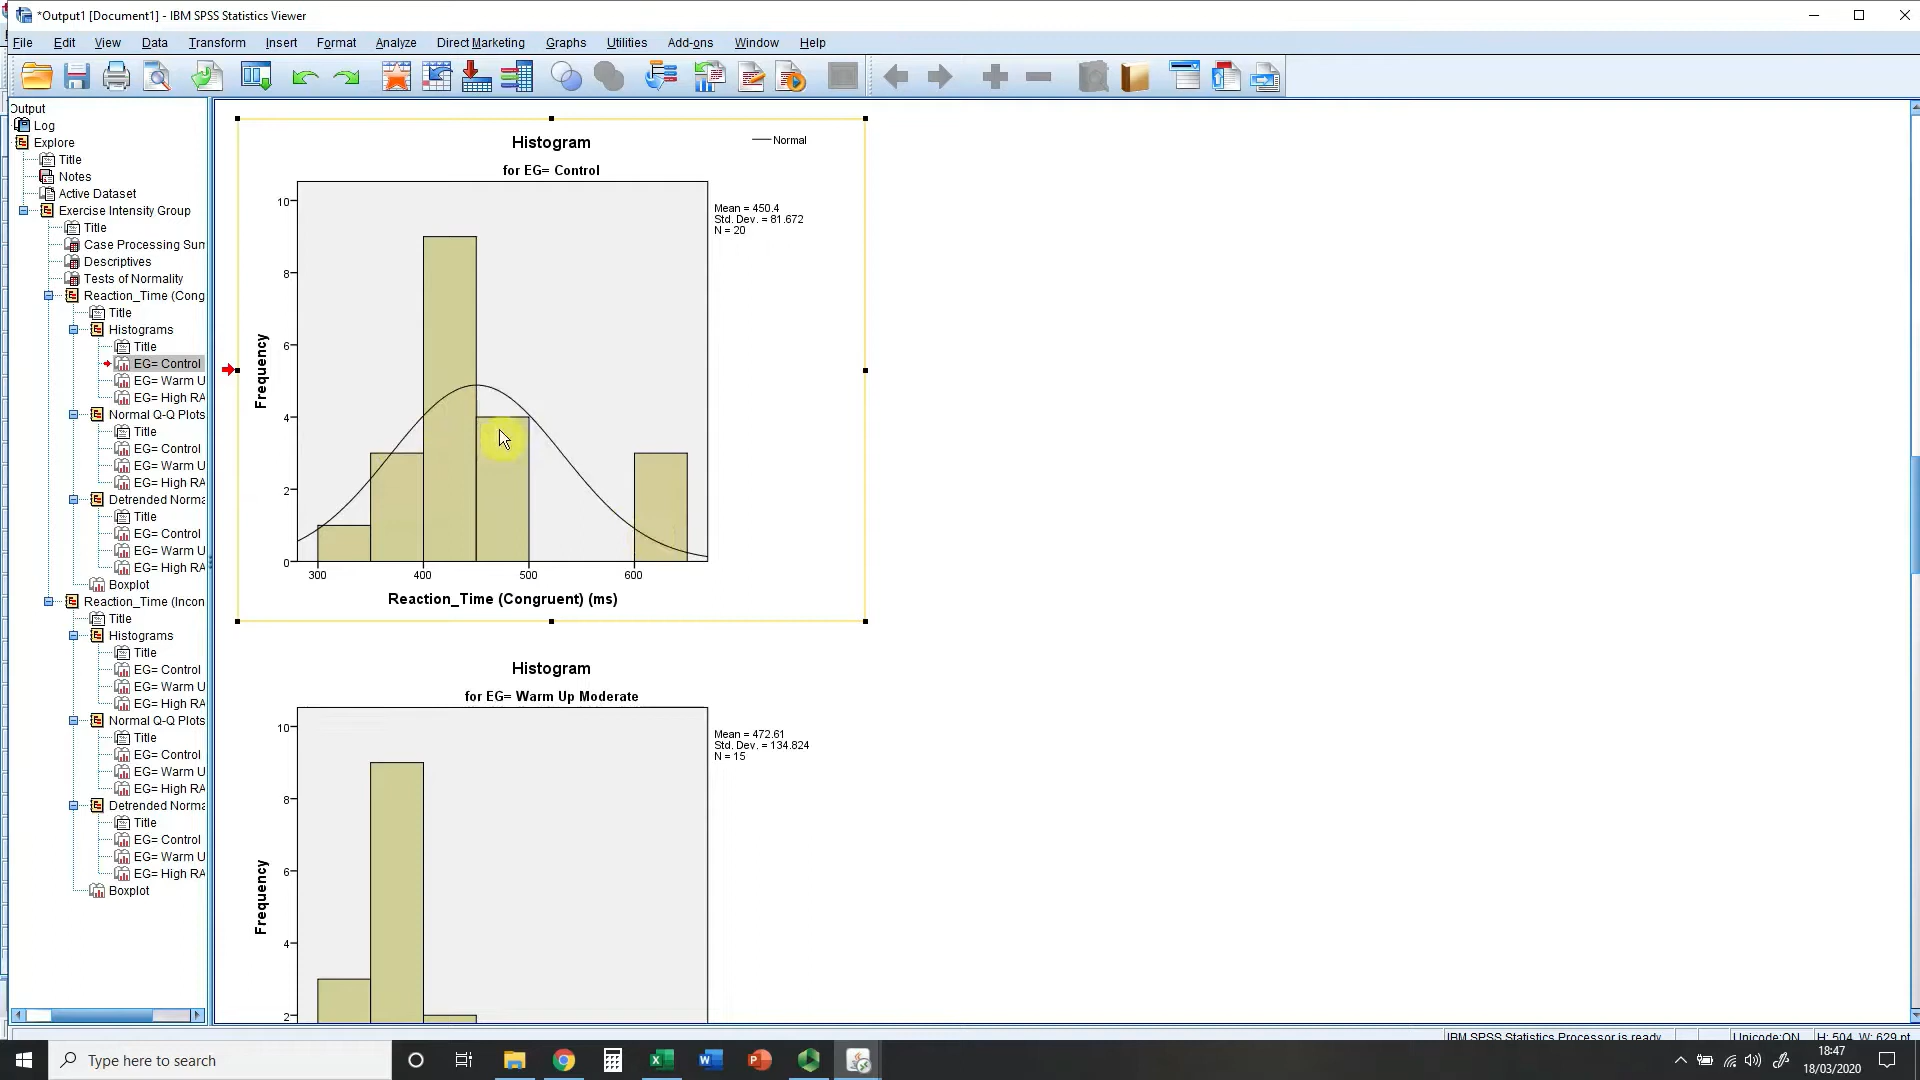 *Output1 [Document1] - IBM SPSS Statistics Viewer
File Edit View Data Transform Insert Format Analyze Direct Marketing Graphs Utilities Add-ons Window Help
Output
Log
Explore
Title
Notes
Active Dataset
Exercise Intensity Group
Title
Case Processing Sum
Descriptives
Tests of Normality
Reaction_Time (Cong
Title
Histograms
Title
EG= Control
EG= Warm U
EG= High RA
Normal Q-Q Plots
Title
EG= Control
EG= Warm U
EG= High RA
Detrended Norma
Title
EG= Control
EG= Warm U
EG= High RA
Boxplot
Reaction_Time (Incon
Title
Histograms
Title
EG= Control
EG= Warm U
EG= High RA
Normal Q-Q Plots
Title
EG= Control
EG= Warm U
EG= High RA
Detrended Norma
Title
EG= Control
EG= Warm U
EG= High RA
Boxplot
Histogram
for EG= Control
Normal
Mean = 450.4
Std. Dev. = 81.672
N = 20
Frequency
10
8
6
4
2
0
300 400 500 600
Reaction_Time (Congruent) (ms)
Histogram
for EG= Warm Up Moderate
Mean = 472.61
Std. Dev. = 134.824
N = 15
Frequency
10
8
6
4
2
IBM SPSS Statistics Processor is ready Unicode:ON H: 504, W: 629 pt.
Type here to search
18:47
18/03/2020